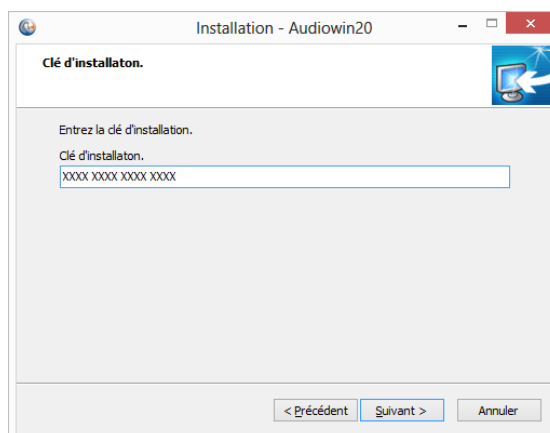 Installation - Audiowin20
Clé d'installaton.
Entrez la clé d'installation.
Clé d'installaton.
XXXX XXXX XXXX XXXX
< Précédent
Suivant >
Annuler